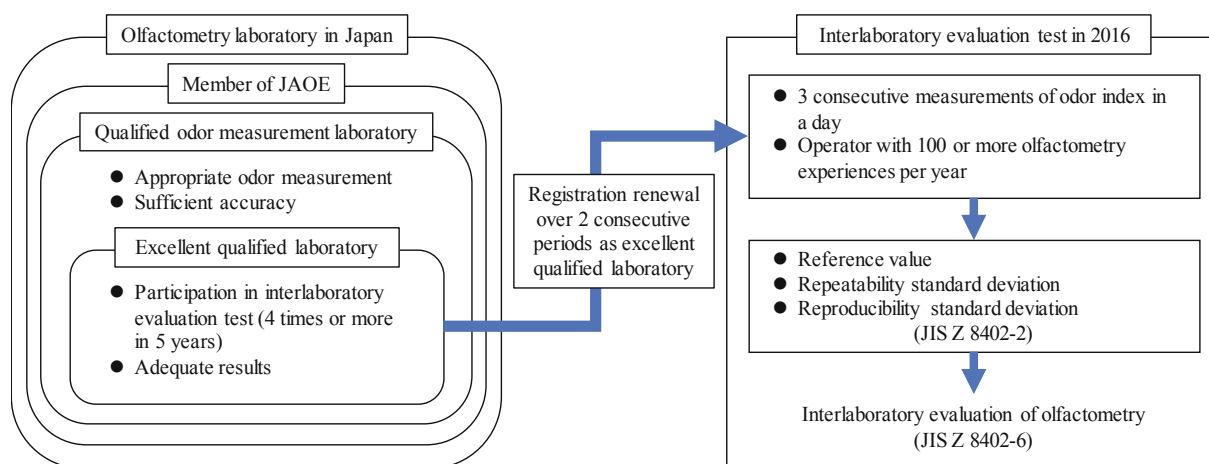 Olfactometry laboratory in Japan
Member of JAOE
Qualified odor measurement laboratory
● Appropriate odor measurement
● Sufficient accuracy
Excellent qualified laboratory
● Participation in interlaboratory
evaluation test (4 times or more
in 5 years)
● Adequate results
Registration renewal
over 2 consecutive
periods as excellent
qualified laboratory
Interlaboratory evaluation test in 2016
● 3 consecutive measurements of odor index in
a day
● Operator with 100 or more olfactometry
experiences per year
● Reference value
● Repeatability standard deviation
● Reproducibility standard deviation
(JIS Z 8402-2)
Interlaboratory evaluation of olfactometry
(JIS Z 8402-6)